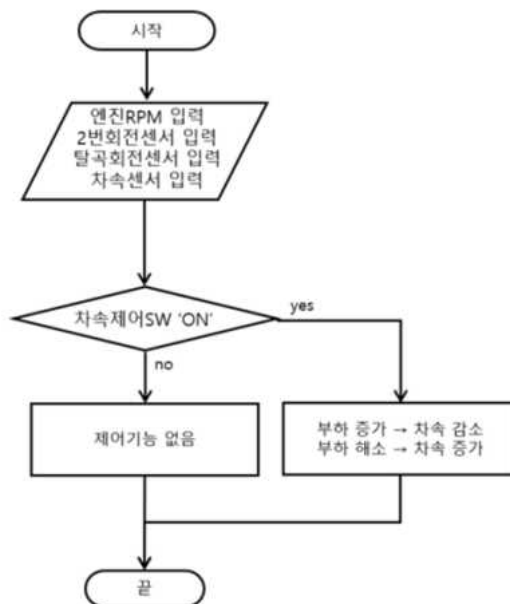 시작
엔진RPM 입력
2번회전센서 입력
탈곡회전센서 입력
차속센서 입력
차속제어SW ‘ON’
yes
no
제어기능 없음
부하 증가 → 차속 감소
부하 해소 → 차속 증가
끝